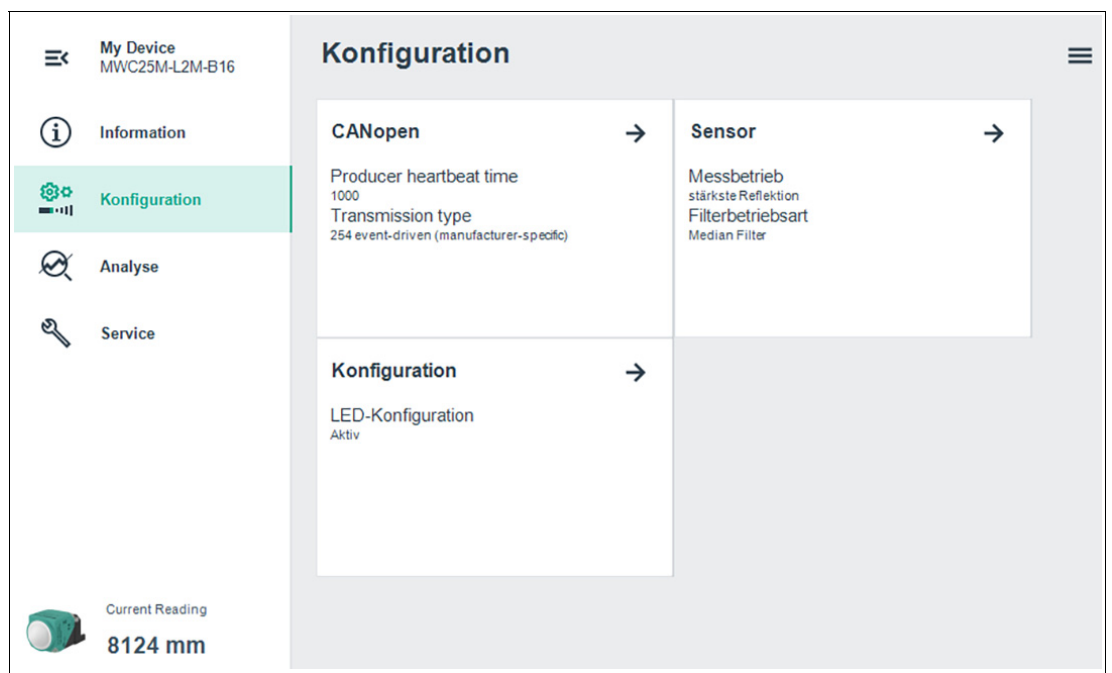 My Device
MWC25M-L2M-B16
Information
Konfiguration
Analyse
Service
Current Reading
8124 mm
Konfiguration
CANopen
Producer heartbeat time
1000
Transmission type
254 event-driven (manufacturer-specific)
Sensor
Messbetrieb
stärkste Reflektion
Filterbetriebsart
Median Filter
Konfiguration
LED-Konfiguration
Aktiv